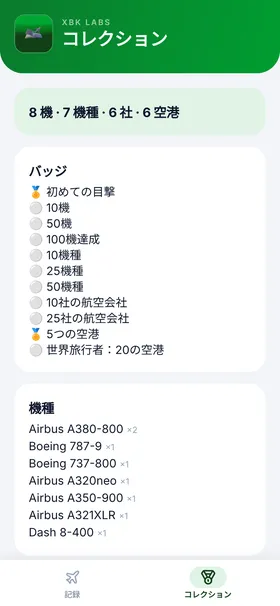 XBK LABS
コレクション
8 機 · 7 機種 · 6 社 · 6 空港
バッジ
🏅 初めての目撃
⚪ 10機
⚪ 50機
⚪ 100機達成
⚪ 10機種
⚪ 25機種
⚪ 50機種
⚪ 10社の航空会社
⚪ 25社の航空会社
🏅 5つの空港
⚪ 世界旅行者：20の空港
機種
Airbus A380-800 ×2
Boeing 787-9 ×1
Boeing 737-800 ×1
Airbus A320neo ×1
Airbus A350-900 ×1
Airbus A321XLR ×1
Dash 8-400 ×1
記録
コレクション